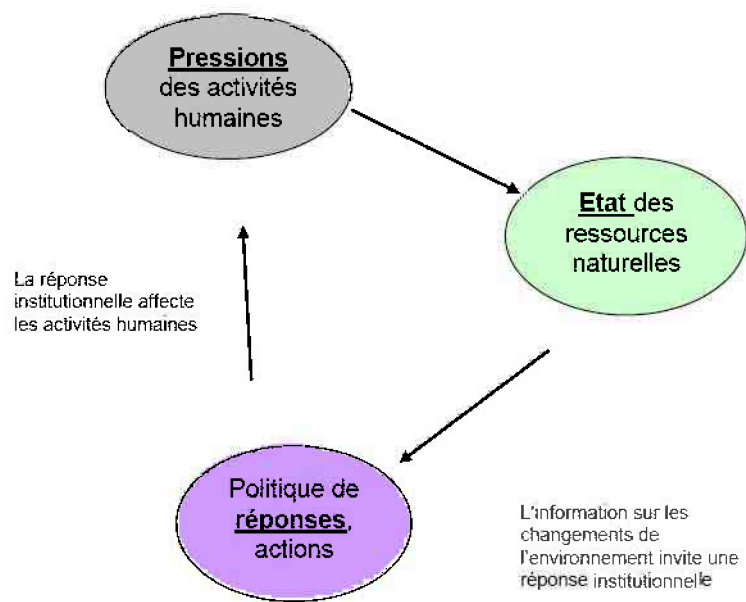 Pressions
des activités
humaines
Etat des
ressources
naturelles
La réponse
institutionnelle affecte
les activités humaines
Politique de
réponses,
actions
L'information sur les
changements de
l'environnement invite une
réponse institutionnelle